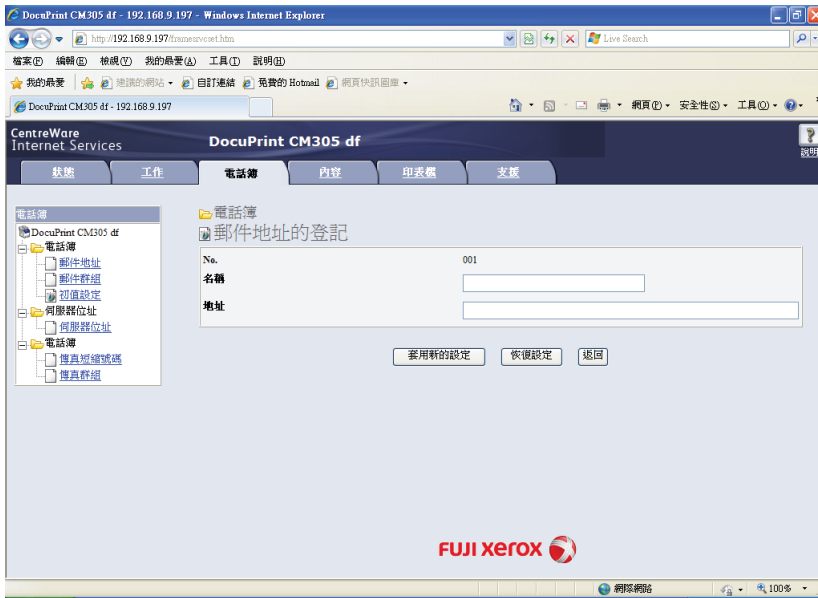 DocuPrint CM305 df - 192.168.9.197 - Windows Internet Explorer
http://192.168.9.197/framesrvcset.htm
Live Search
檔案(F) 編輯(E) 檢視(V) 我的最愛(A) 工具(T) 說明(H)
我的最愛 建議的網站 自訂連結 免費的 Hotmail 網頁快訊圖庫
DocuPrint CM305 df - 192.168.9.197
網頁(P) 安全性(S) 工具(O)
CentreWare
Internet Services
DocuPrint CM305 df
說明
狀態 工作 電話簿 內容 印表機 支援
電話簿
DocuPrint CM305 df
電話簿
郵件地址
郵件群組
初值設定
伺服器位址
伺服器位址
電話簿
傳真短縮號碼
傳真群組
電話簿
郵件地址的登記
No. 001
名稱
地址
套用新的設定 恢復設定 返回
FUJI xerox
網際網路 100%